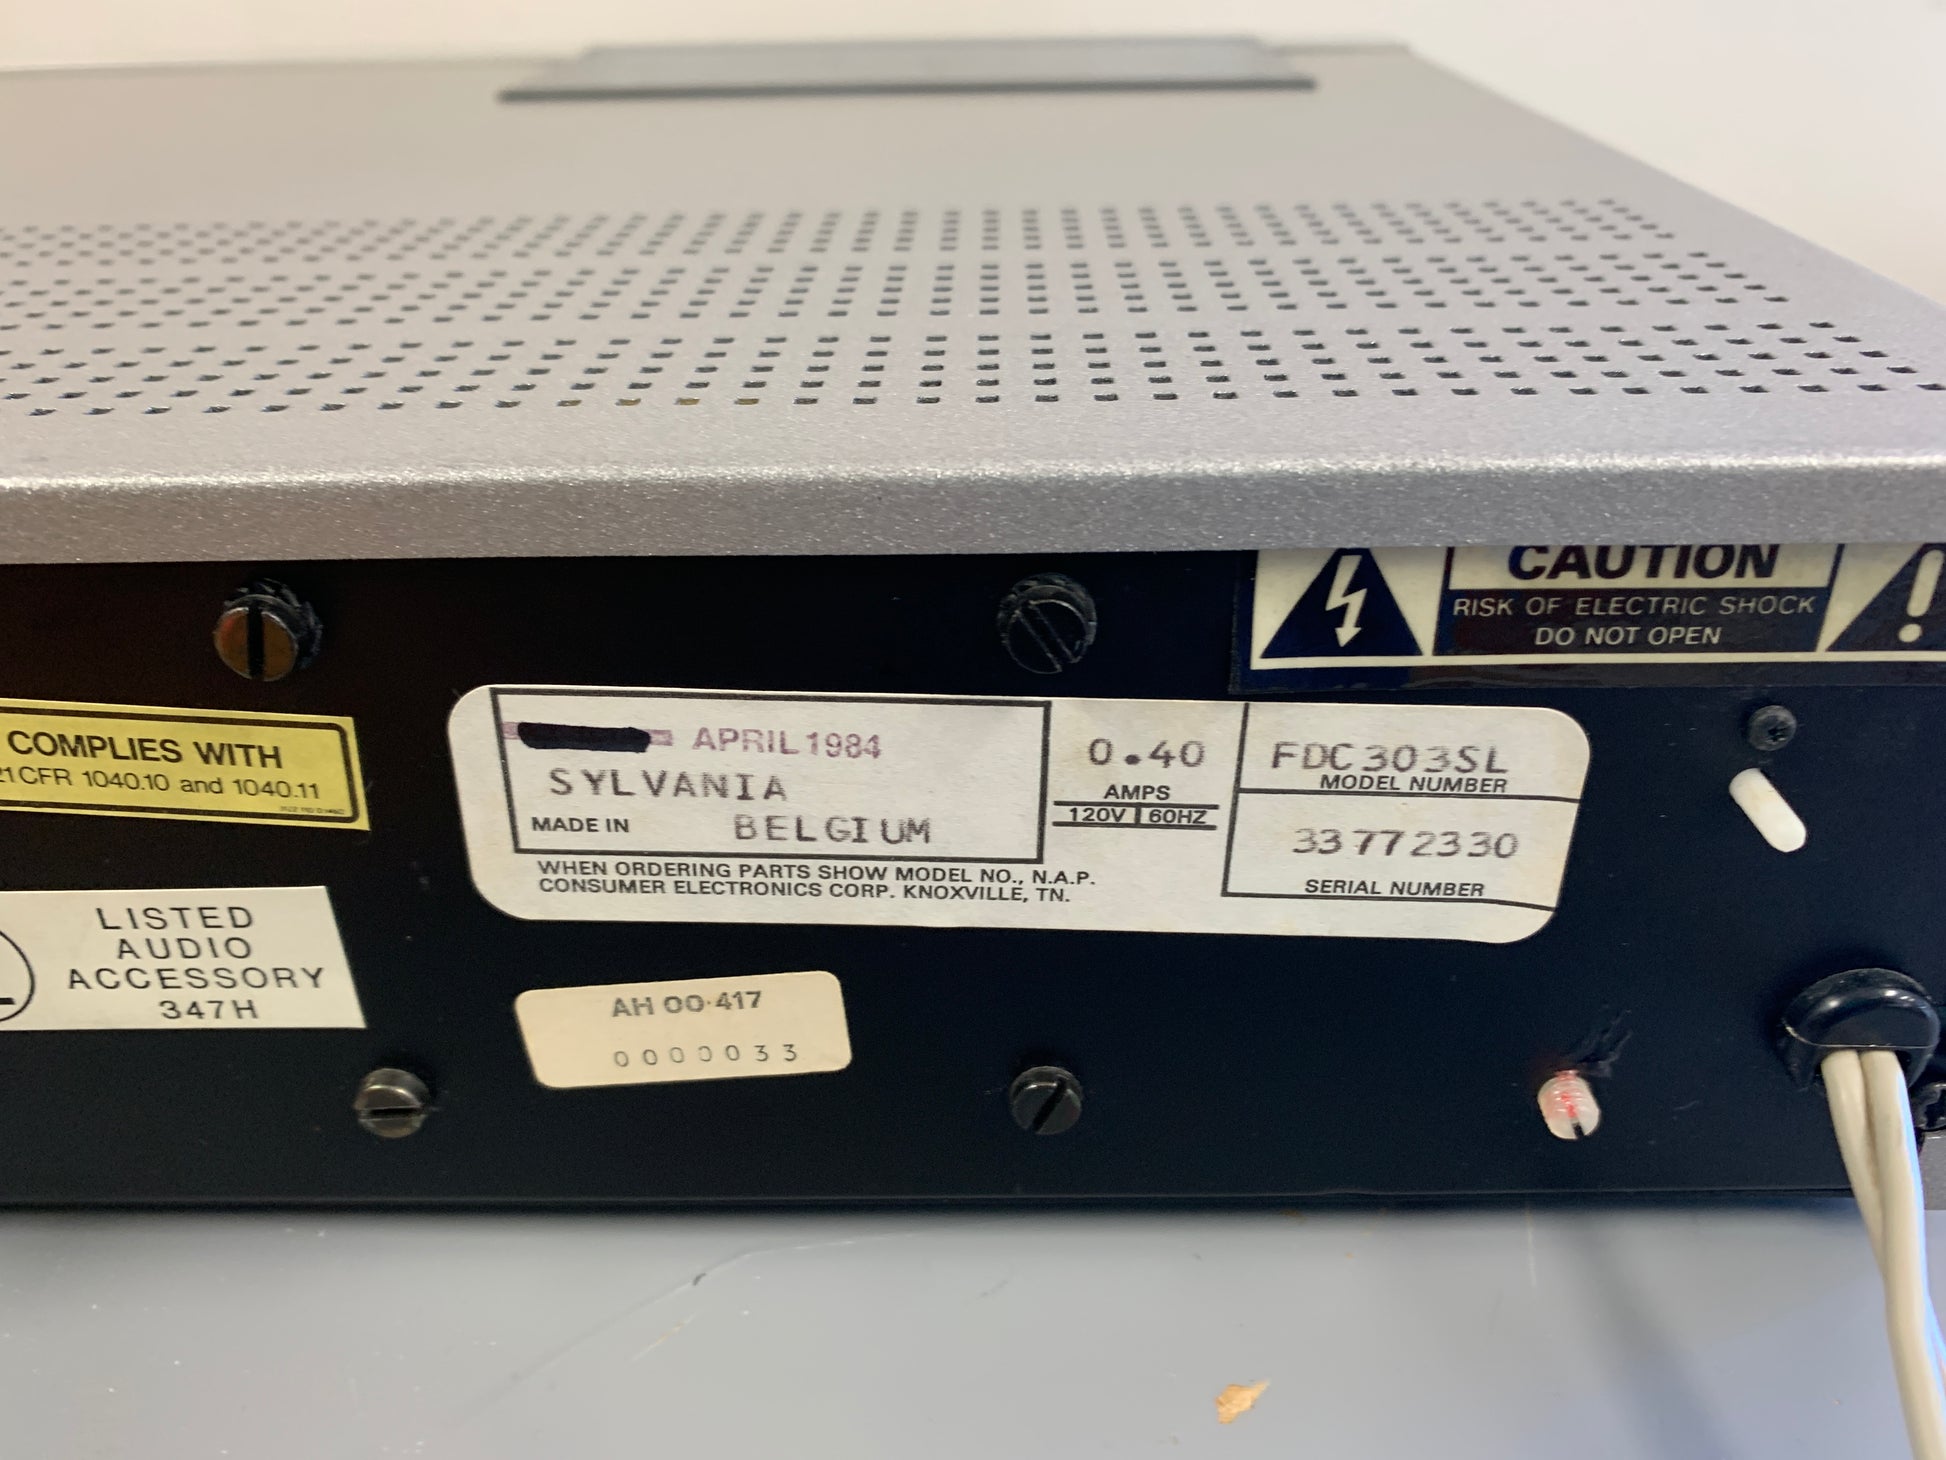 CAUTION
RISK OF ELECTRIC SHOCK
DO NOT OPEN
COMPLIES WITH
21 CFR 1040.10 and 1040.11
APRIL 1984
SYLVANIA
MADE IN BELGIUM
0.40
AMPS
120V 60HZ
FDC303SL
MODEL NUMBER
33772330
SERIAL NUMBER
WHEN ORDERING PARTS SHOW MODEL NO., N.A.P.
CONSUMER ELECTRONICS CORP. KNOXVILLE, TN.
LISTED
AUDIO
ACCESSORY
347H
AH 00·417
0000033